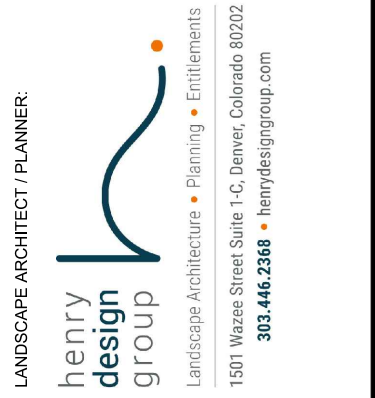 LANDSCAPE ARCHITECT / PLANNER:
henry
design
group
Landscape Architecture • Planning • Entitlements
1501 Wazee Street Suite 1-C, Denver, Colorado 80202
303.446.2368 • henrydesigngroup.com